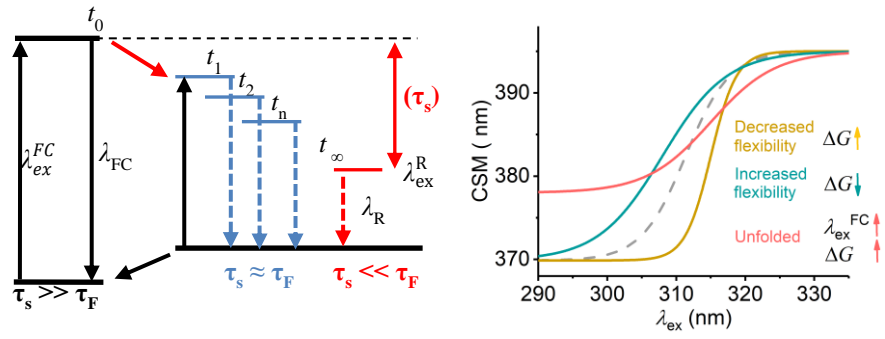 t₀
t₁
t₂
tₙ
t∞
(τₛ)
λₑₓᶠᶜ
λFC
λₑₓᴿ
λR
τₛ >> τF
τₛ ≈ τF
τₛ << τF
CSM ( nm)
390
380
370
Decreased flexibility ΔG
Increased flexibility ΔG
Unfolded λₑₓᶠᶜ
ΔG
290 300 310 320 330
λₑₓ (nm)